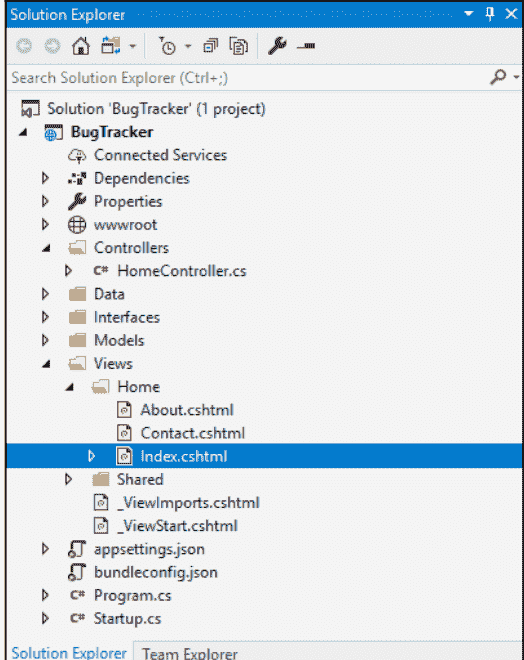 Solution Explorer
Search Solution Explorer (Ctrl+;)
Solution 'BugTracker' (1 project)
BugTracker
Connected Services
Dependencies
Properties
wwwroot
Controllers
C# HomeController.cs
Data
Interfaces
Models
Views
Home
About.cshtml
Contact.cshtml
Index.cshtml
Shared
_ViewImports.cshtml
_ViewStart.cshtml
appsettings.json
bundleconfig.json
C# Program.cs
C# Startup.cs
Solution Explorer Team Explorer